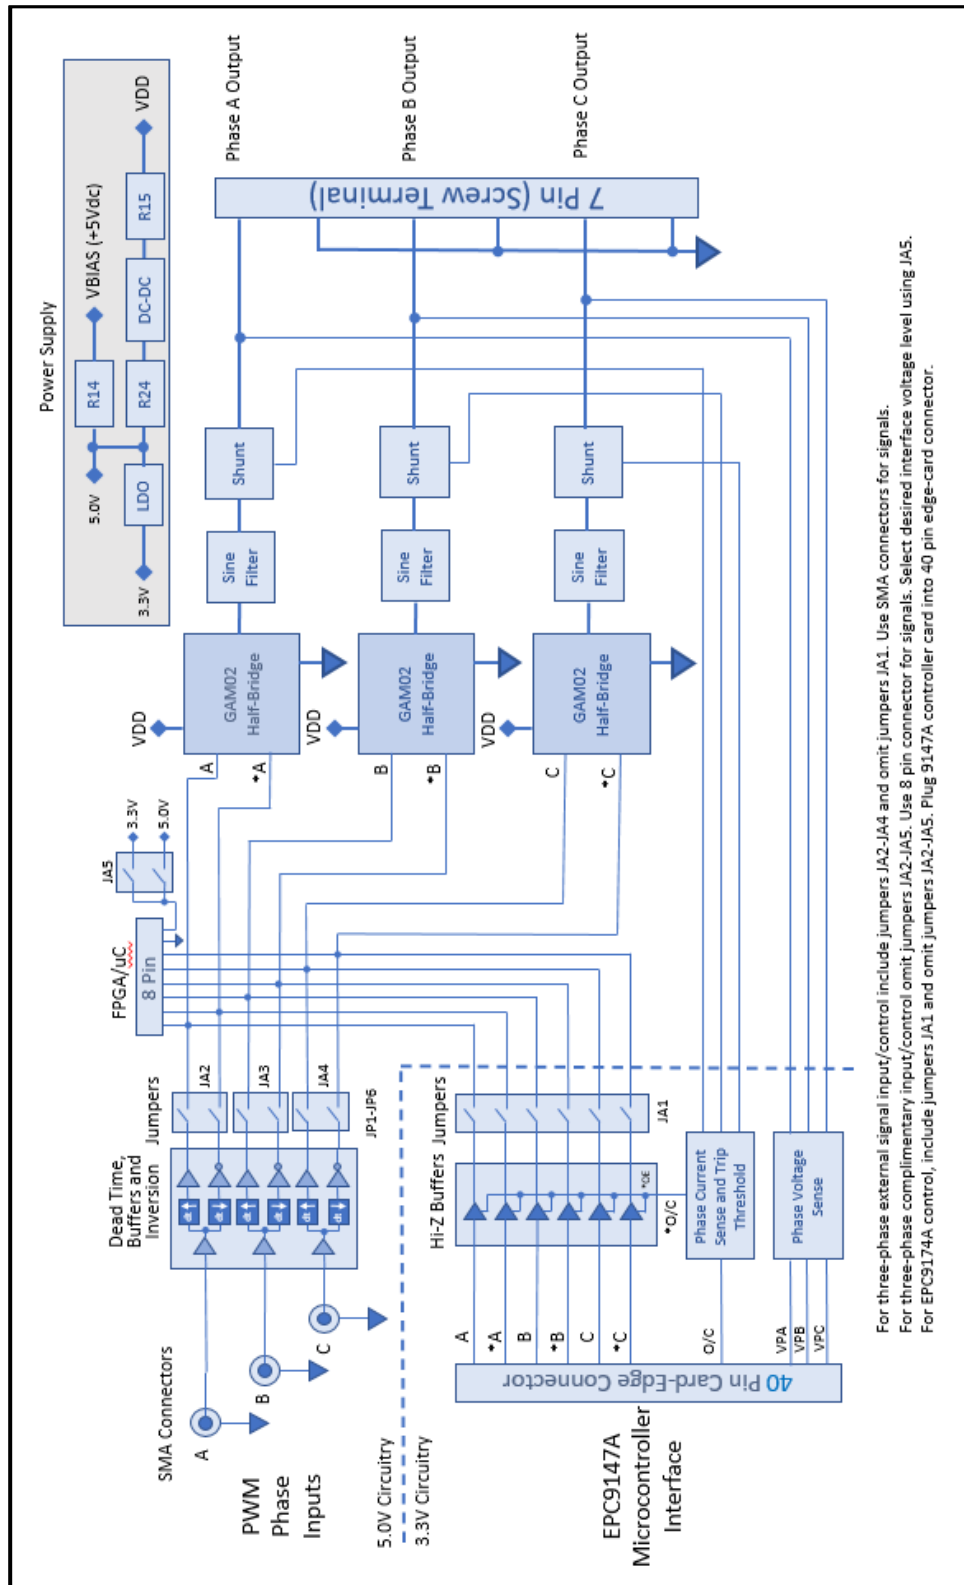 Power Supply
3.3V
LDO
5.0V
R14
VBIAS (+5Vdc)
R24
DC-DC
R15
VDD
SMA Connectors
A
B
C
PWM
Phase
Inputs
Dead Time,
Buffers and
Inversion
dt
dt
dt
dt
dt
dt
Jumpers
JA2
JA3
JA4
JP1-JP6
FPGA/uC
8 Pin
JA5
3.3V
5.0V
VDD
A
*A
GAM02
Half-Bridge
Sine
Filter
Shunt
Phase A Output
VDD
B
*B
GAM02
Half-Bridge
Sine
Filter
Shunt
Phase B Output
VDD
C
*C
GAM02
Half-Bridge
Sine
Filter
Shunt
Phase C Output
7 Pin (Screw Terminal)
5.0V Circuitry
3.3V Circuitry
EPC9147A
Microcontroller
Interface
40 Pin Card-Edge Connector
A
*A
B
*B
C
*C
O/C
VPA
VPB
VPC
Hi-Z Buffers
*OE
*O/C
Jumpers
JA1
Phase Current
Sense and Trip
Threshold
Phase Voltage
Sense
For three-phase external signal input/control include jumpers JA2-JA4 and omit jumpers JA1. Use SMA connectors for signals.
For three-phase complimentary input/control omit jumpers JA2-JA5. Use 8 pin connector for signals. Select desired interface voltage level using JA5.
For EPC9174A control, include jumpers JA1 and omit jumpers JA2-JA5. Plug 9147A controller card into 40 pin edge-card connector.